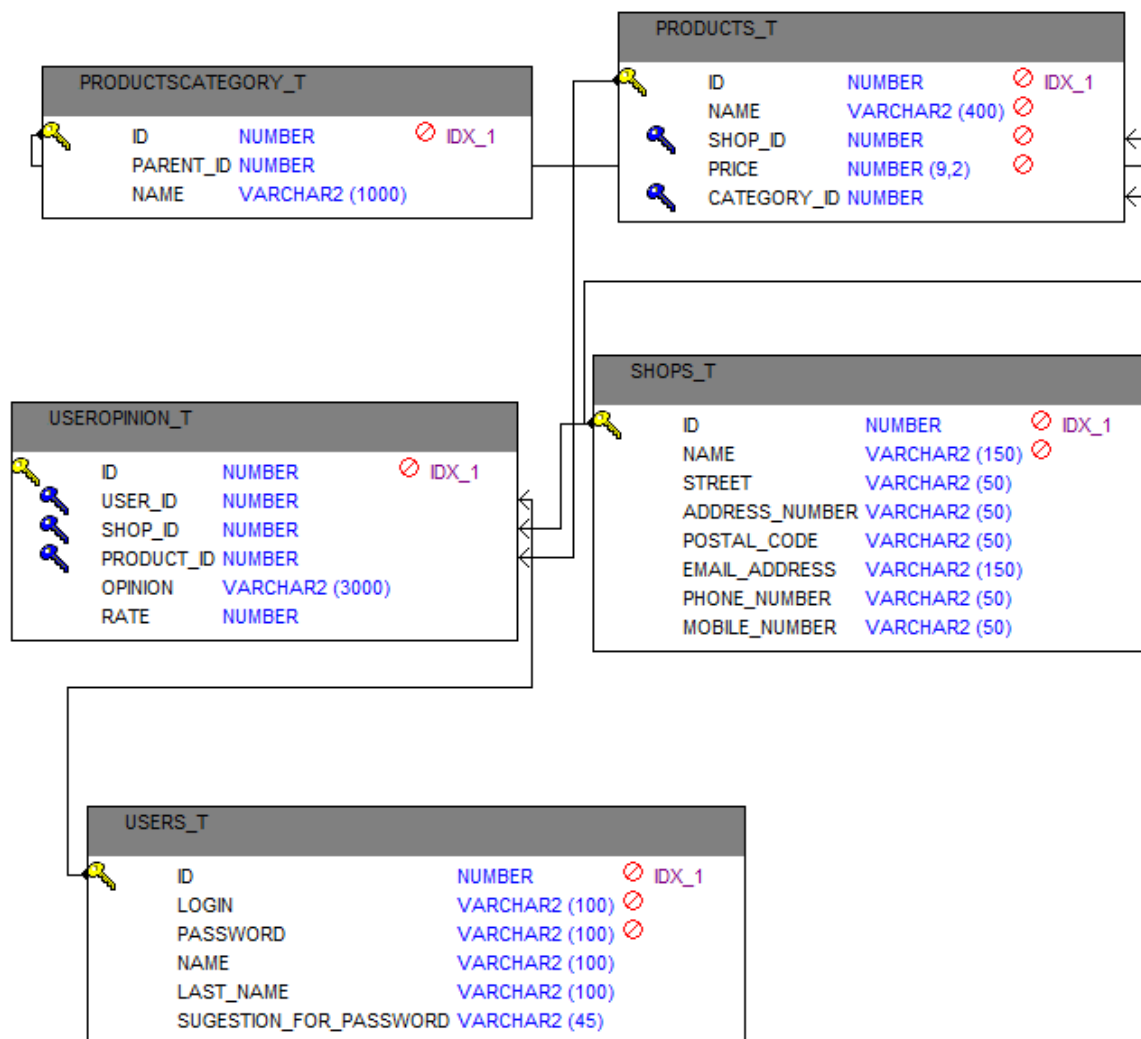 PRODUCTS_T
ID NUMBER IDX_1
NAME VARCHAR2 (400)
SHOP_ID NUMBER
PRICE NUMBER (9,2)
CATEGORY_ID NUMBER
PRODUCTSCATEGORY_T
ID NUMBER IDX_1
PARENT_ID NUMBER
NAME VARCHAR2 (1000)
SHOPS_T
ID NUMBER IDX_1
NAME VARCHAR2 (150)
STREET VARCHAR2 (50)
ADDRESS_NUMBER VARCHAR2 (50)
POSTAL_CODE VARCHAR2 (50)
EMAIL_ADDRESS VARCHAR2 (150)
PHONE_NUMBER VARCHAR2 (50)
MOBILE_NUMBER VARCHAR2 (50)
USEROPINION_T
ID NUMBER IDX_1
USER_ID NUMBER
SHOP_ID NUMBER
PRODUCT_ID NUMBER
OPINION VARCHAR2 (3000)
RATE NUMBER
USERS_T
ID NUMBER IDX_1
LOGIN VARCHAR2 (100)
PASSWORD VARCHAR2 (100)
NAME VARCHAR2 (100)
LAST_NAME VARCHAR2 (100)
SUGESTION_FOR_PASSWORD VARCHAR2 (45)